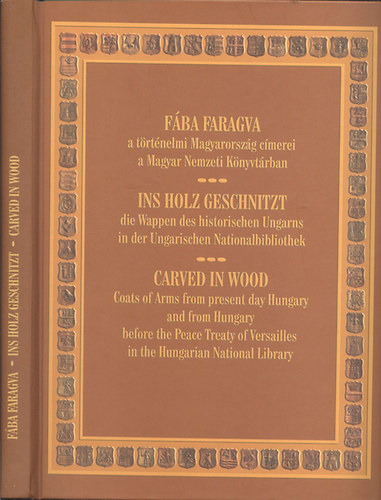 FÁBA FARAGVA
a történelmi Magyarország címerei
a Magyar Nemzeti Könyvtárban
INS HOLZ GESCHNITZT
die Wappen des historischen Ungarns
in der Ungarischen Nationalbibliothek
CARVED IN WOOD
Coats of Arms from present day Hungary
and from Hungary
before the Peace Treaty of Versailles
in the Hungarian National Library
FÁBA FARAGVA - INS HOLZ GESCHNITZT - CARVED IN WOOD